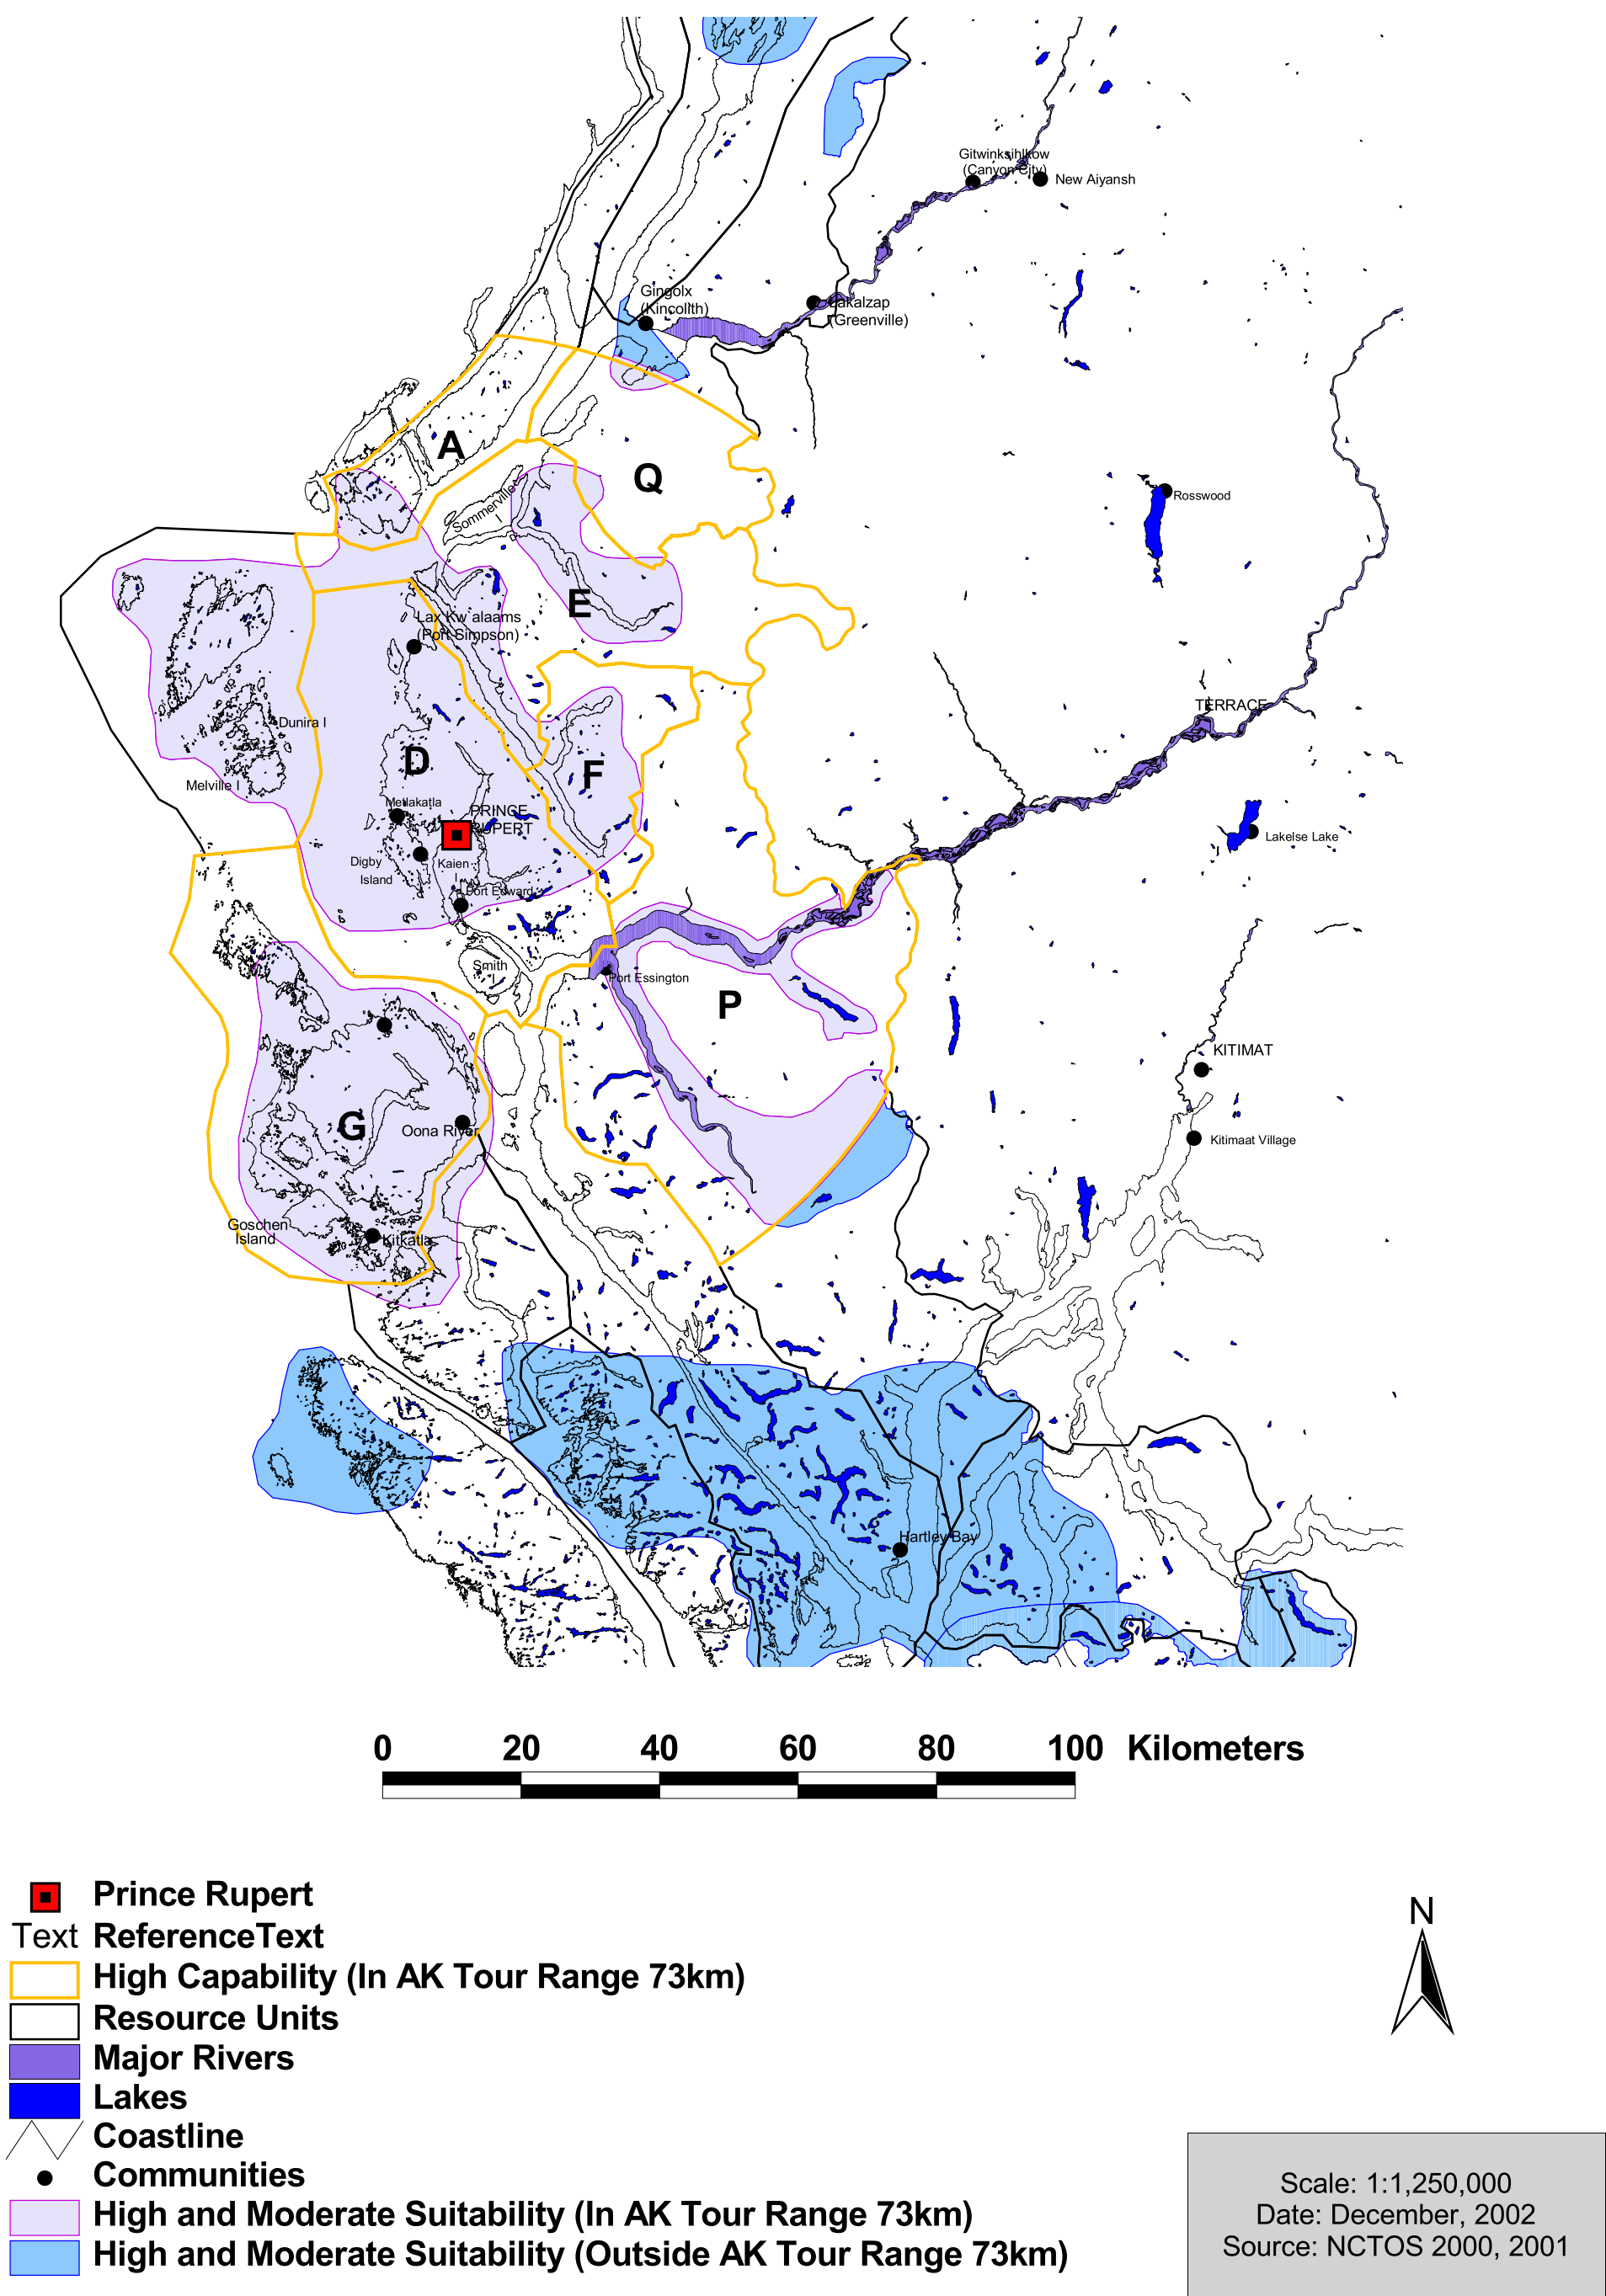 Gitwinksihlkow
(Canyon City)
New Aiyansh
Gingolx
(Kincolith)
Lakalzap
(Greenville)
A
Q
Sommerville
I
Rosswood
E
Lax Kw'alaams
(Port Simpson)
TERRACE
Dunira I
D
F
Melville I
Metlakatla
PRINCE
RUPERT
Lakelse Lake
Digby
Island
Kaien
I
Port Edward
Smith
I
Port Essington
P
KITIMAT
G
Oona River
Kitimaat Village
Goschen
Island
Kitkatla
Hartley Bay
0 20 40 60 80 100 Kilometers
Prince Rupert
Text ReferenceText
High Capability (In AK Tour Range 73km)
Resource Units
Major Rivers
Lakes
Coastline
Communities
High and Moderate Suitability (In AK Tour Range 73km)
High and Moderate Suitability (Outside AK Tour Range 73km)
N
Scale: 1:1,250,000
Date: December, 2002
Source: NCTOS 2000, 2001